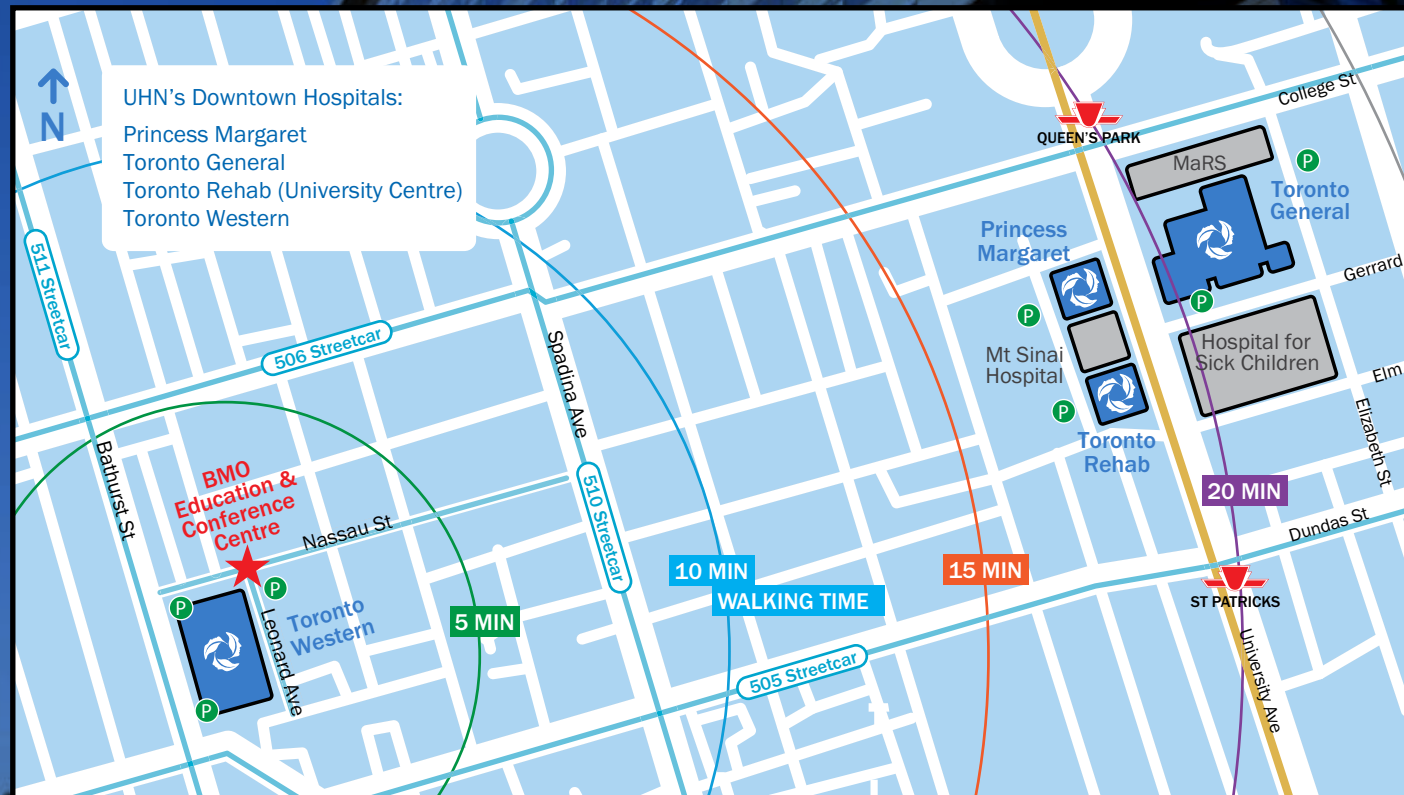 N
UHN's Downtown Hospitals:
Princess Margaret
Toronto General
Toronto Rehab (University Centre)
Toronto Western
College St
QUEEN'S PARK
MaRS
P
Toronto
General
Princess
Margaret
511 Streetcar
Gerrard
P
P
506 Streetcar
Spadina Ave
Mt Sinai
Hospital
Hospital for
Sick Children
Elm
P
Elizabeth St
Toronto
Rehab
Bathurst St
BMO
Education &
Conference
Centre
Nassau St
510 Streetcar
20 MIN
Dundas St
10 MIN
WALKING TIME
15 MIN
ST PATRICKS
P
P
Leonard Ave
Toronto
Western
5 MIN
University Ave
505 Streetcar
P